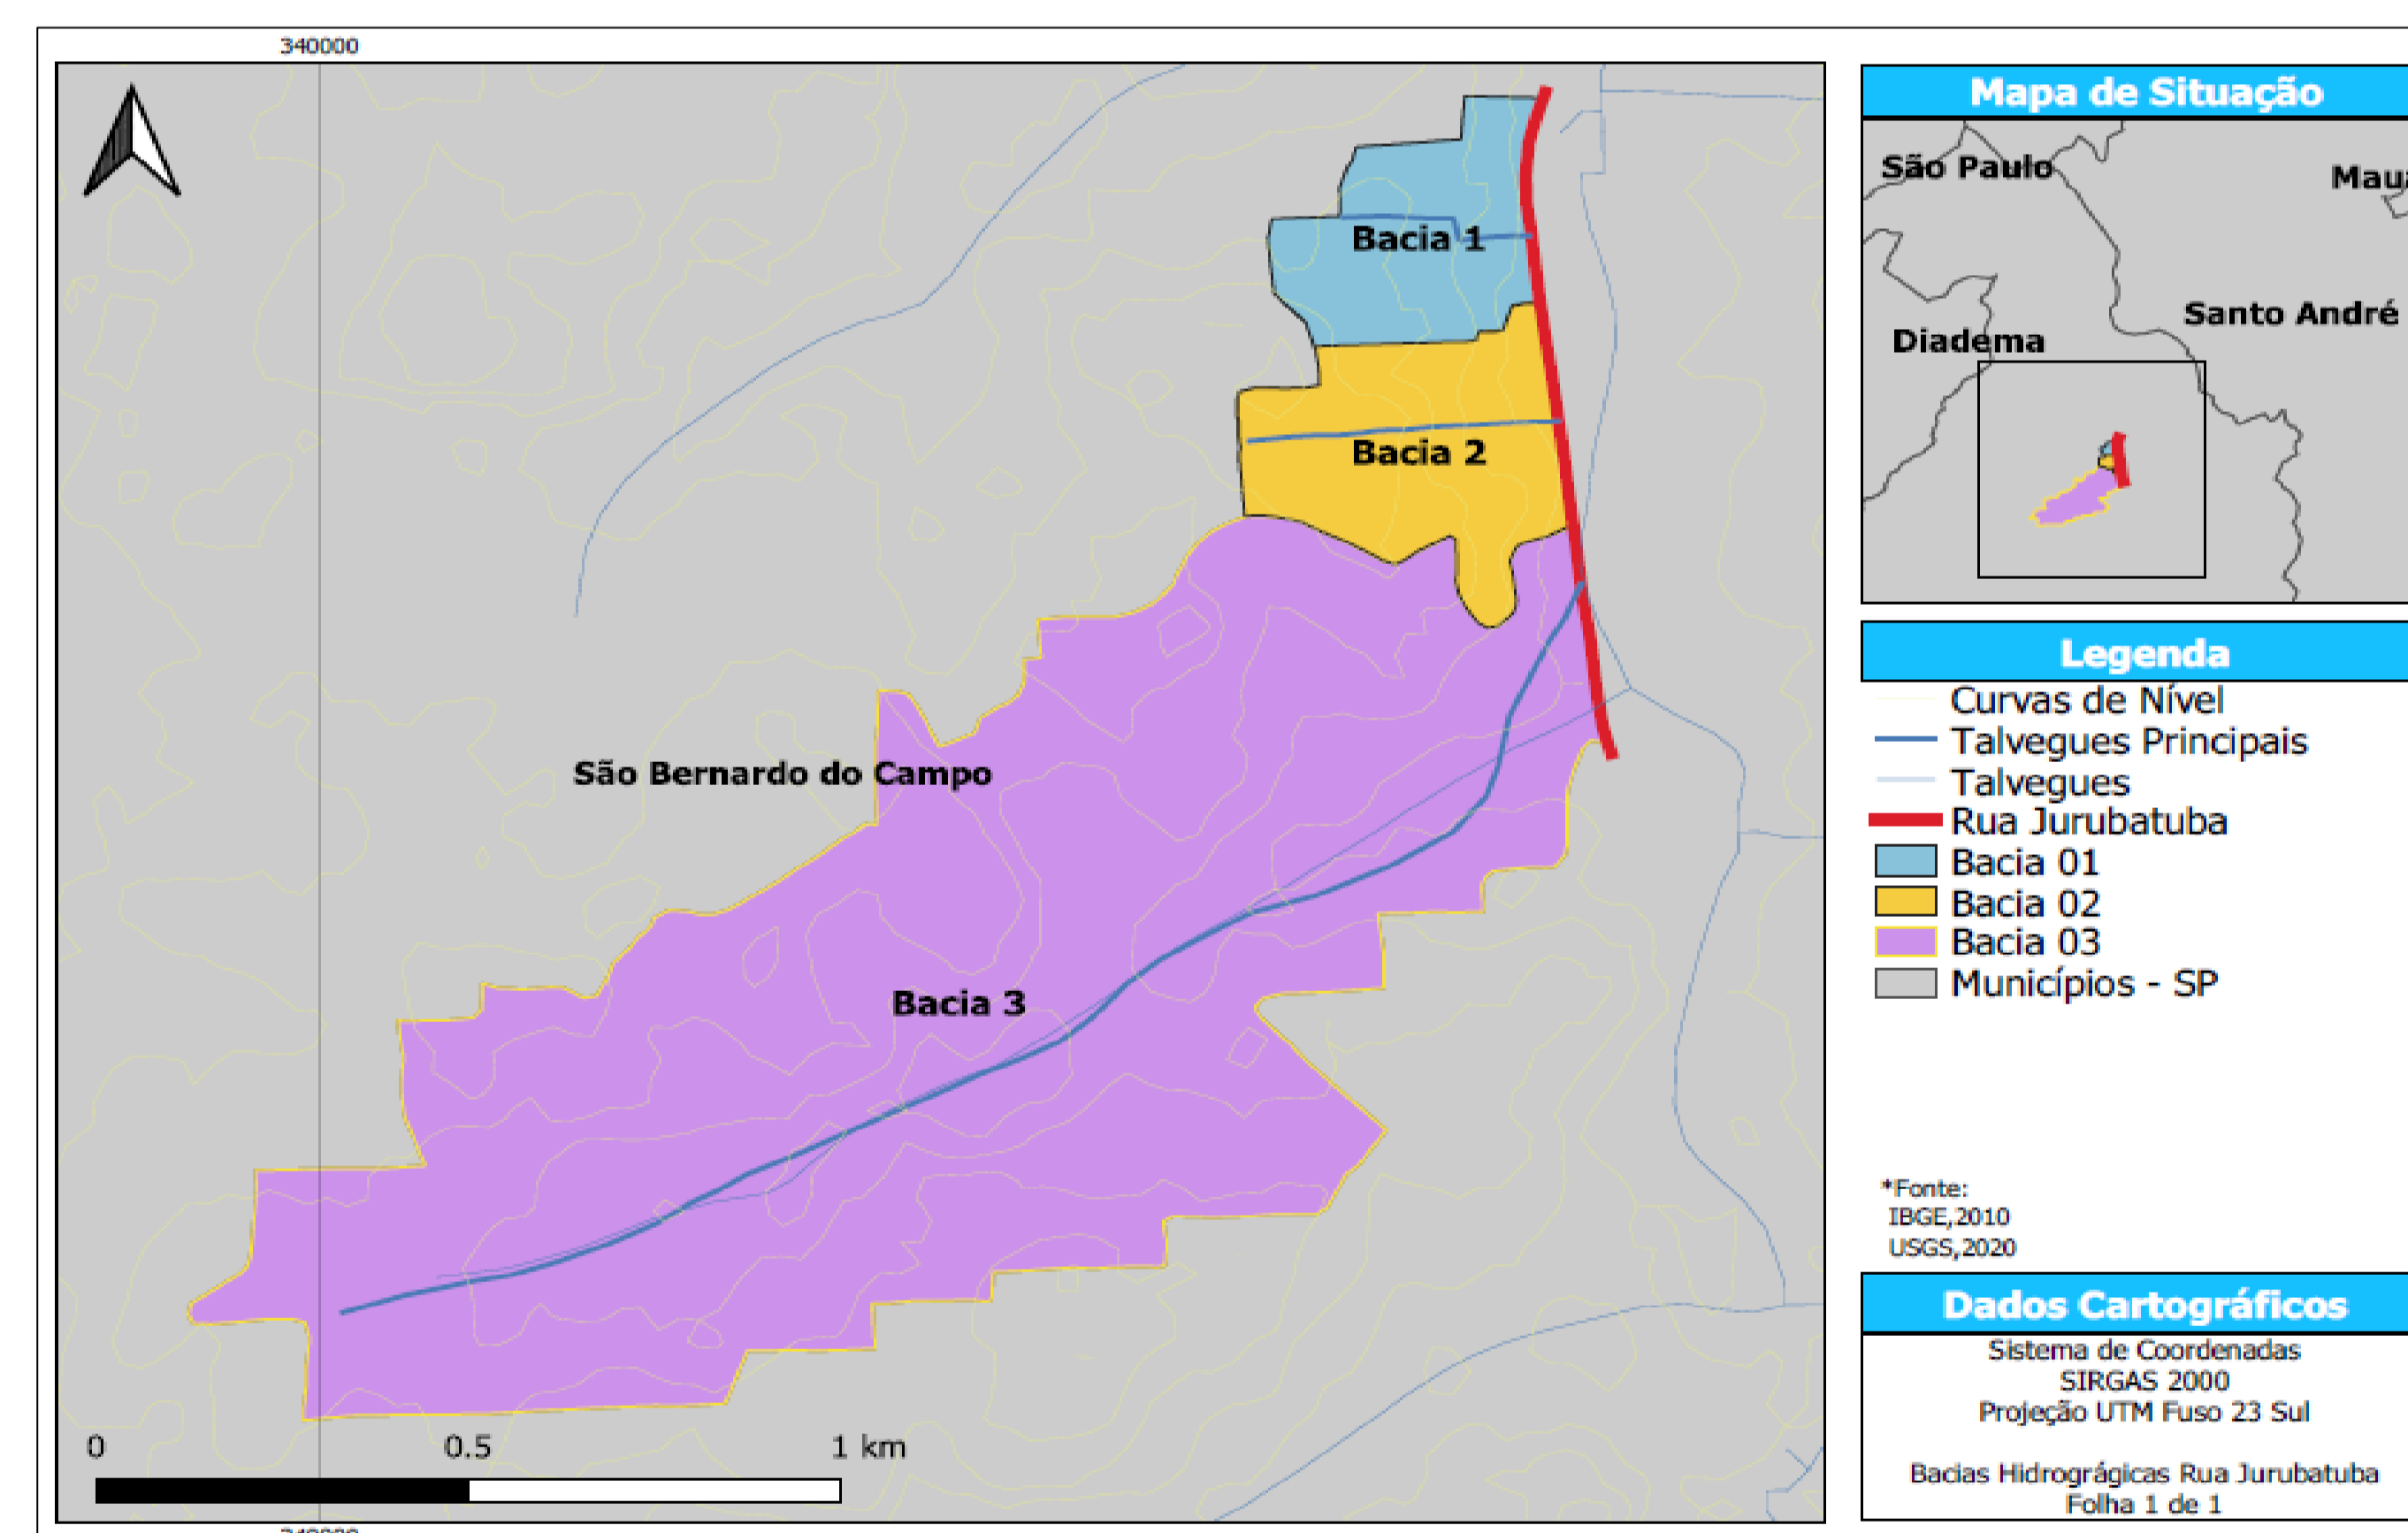 340000
Bacia 1
Bacia 2
São Bernardo do Campo
Bacia 3
0 0.5 1 km
Mapa de Situação
São Paulo
Diadema
Santo André
Legenda
Curvas de Nível
Talvegues Principais
Talvegues
Rua Jurubatuba
Bacia 01
Bacia 02
Bacia 03
Municípios - SP
*Fonte:
IBGE,2010
USGS,2020
Dados Cartográficos
Sistema de Coordenadas
SIRGAS 2000
Projeção UTM Fuso 23 Sul
Bacias Hidrográgicas Rua Jurubatuba
Folha 1 de 1